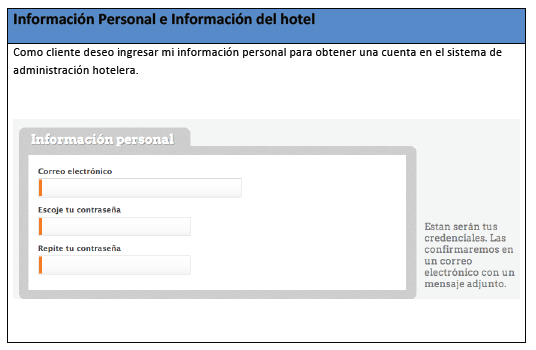 Información Personal e Información del hotel
Como cliente deseo ingresar mi información personal para obtener una cuenta en el sistema de
administración hotelera.
Información personal
Correo electrónico
Escoje tu contraseña
Repite tu contraseña
Estan serán tus
credenciales. Las
confirmaremos en
un correo
electrónico con un
mensaje adjunto.